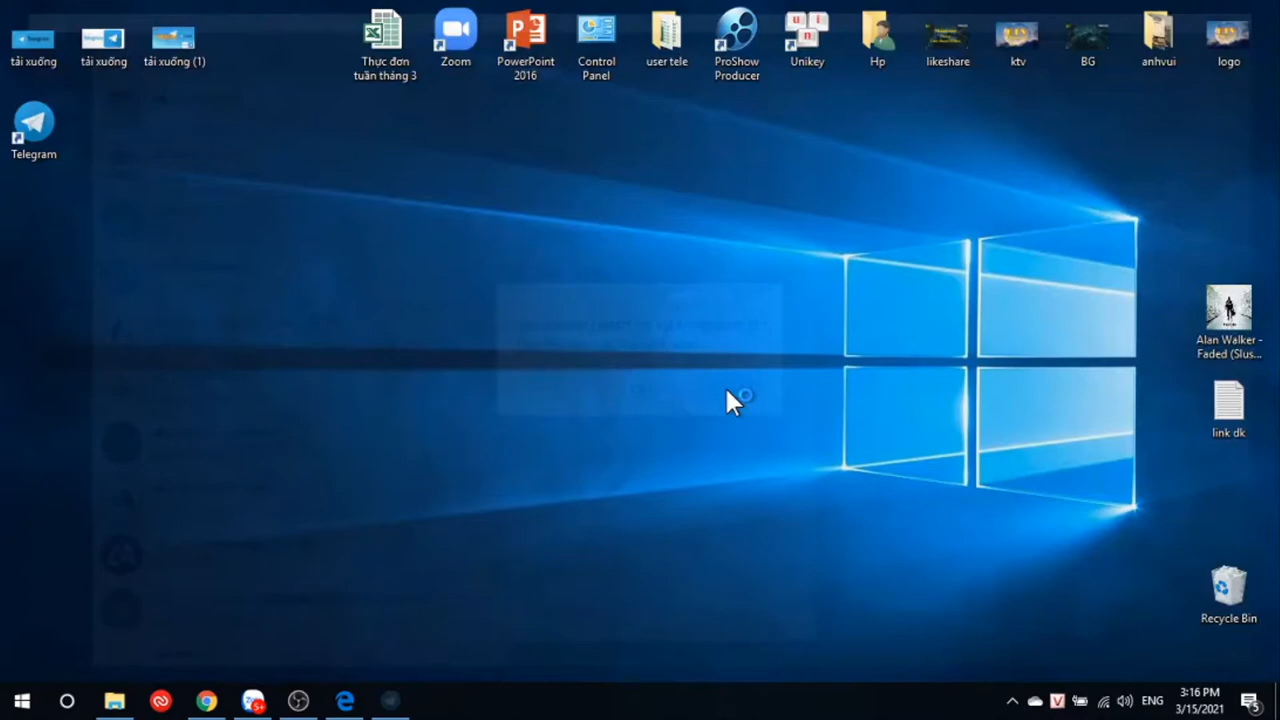 tải xuống
tải xuống
tải xuống (1)
Thực đơn
tuần tháng 3
Zoom
PowerPoint
2016
Control
Panel
user tele
ProShow
Producer
Unikey
Hp
likeshare
ktv
BG
anhvui
logo
Telegram
Alan Walker -
Faded (Slus...
link dk
Recycle Bin
ENG
3:16 PM
3/15/2021